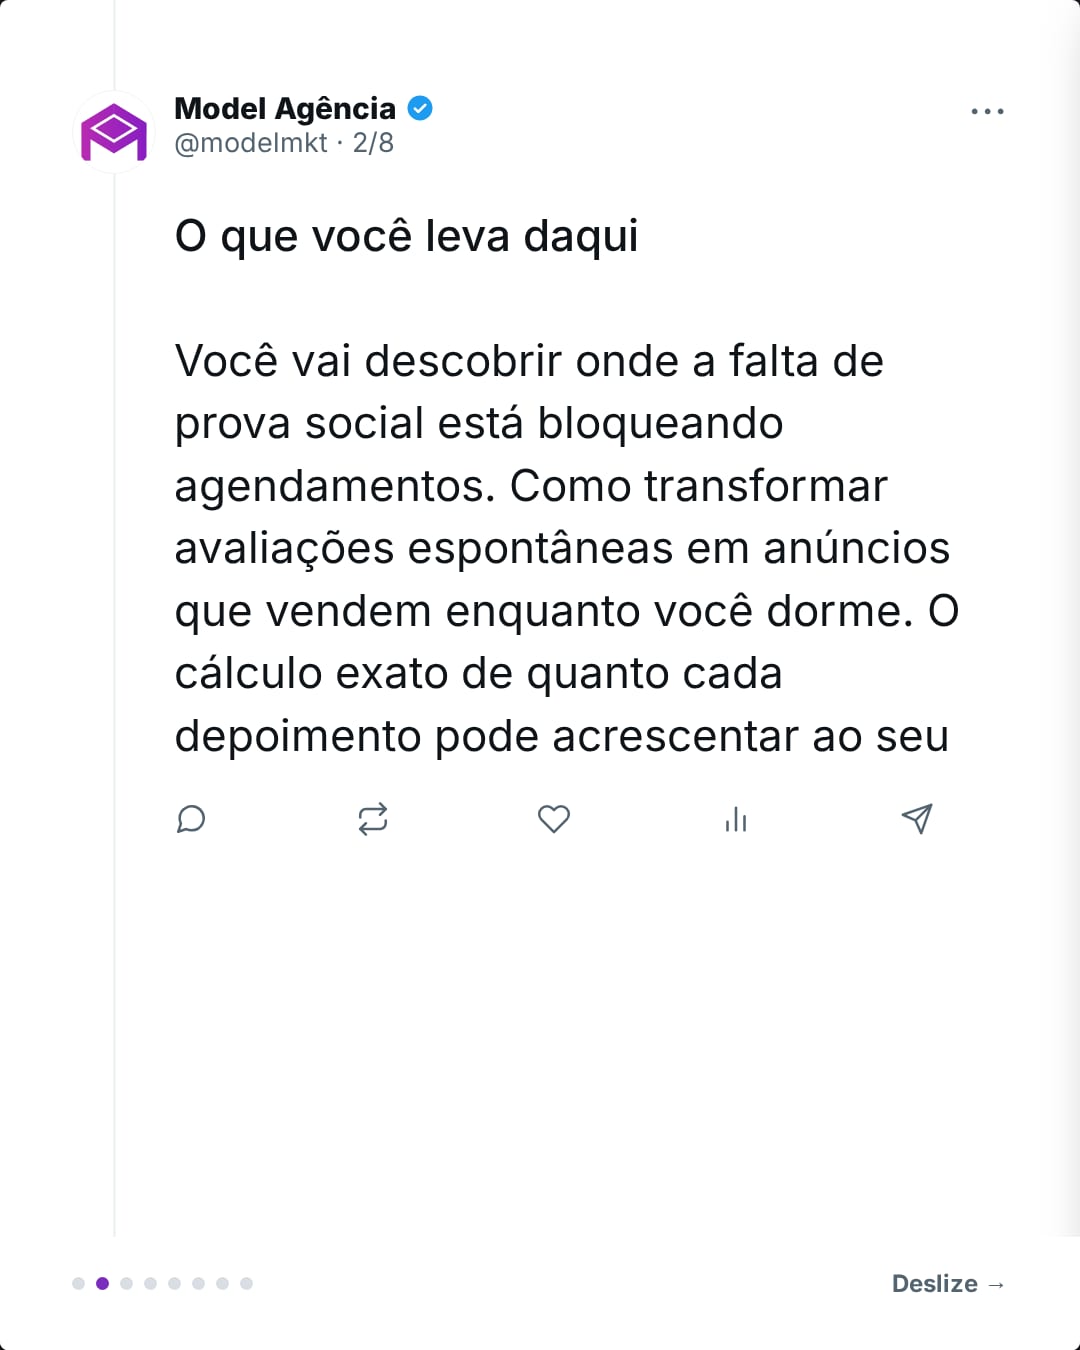 Model Agência
@modelmkt · 2/8
O que você leva daqui
Você vai descobrir onde a falta de
prova social está bloqueando
agendamentos. Como transformar
avaliações espontâneas em anúncios
que vendem enquanto você dorme. O
cálculo exato de quanto cada
depoimento pode acrescentar ao seu
Deslize →